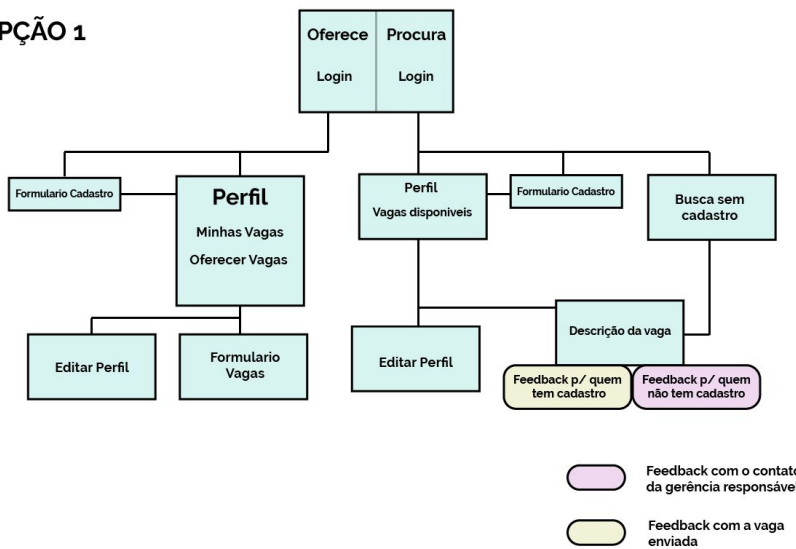 PÇÃO 1
Oferece
Procura
Login
Login
Formulario Cadastro
Perfil
Minhas Vagas
Oferecer Vagas
Perfil
Vagas disponiveis
Formulario Cadastro
Busca sem
cadastro
Editar Perfil
Formulario
Vagas
Editar Perfil
Descrição da vaga
Feedback p/ quem
tem cadastro
Feedback p/ quem
não tem cadastro
Feedback com o contato
da gerência responsável
Feedback com a vaga
enviada